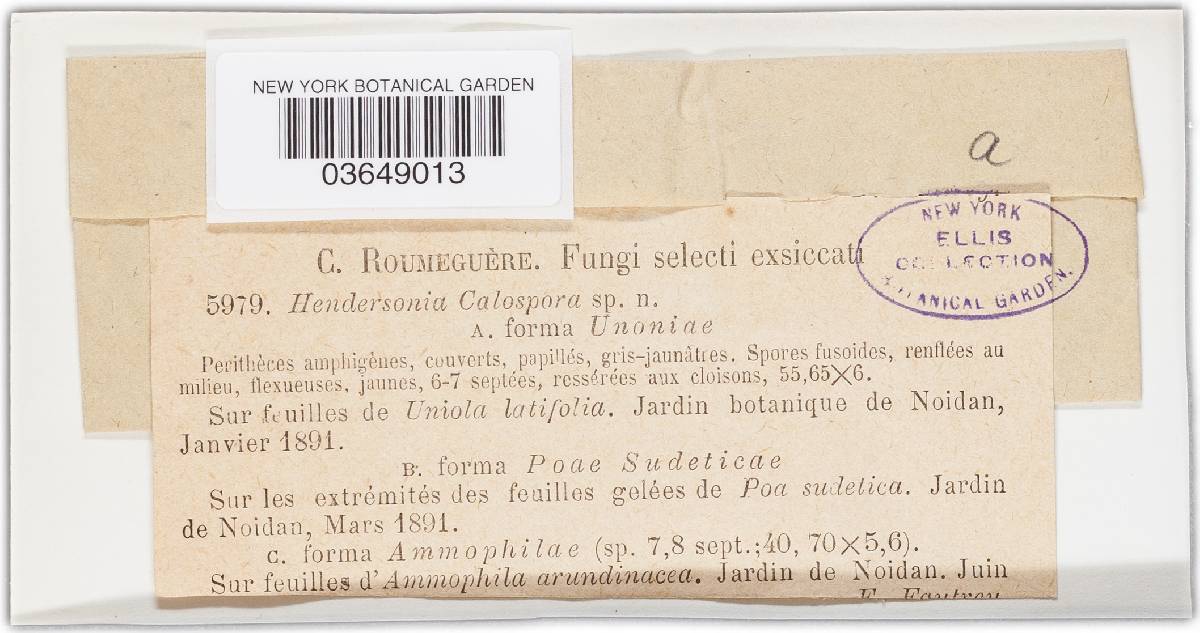 NEW YORK BOTANICAL GARDEN
03649013
a
NEW YORK
ELLIS
COLLECTION
BOTANICAL GARDEN.
C. ROUMEGUÈRE. Fungi selecti exsiccati
5979. Hendersonia Calospora sp. n.
A. forma Unoniae
Perithèces amphigènes, couverts, papillés, gris-jaunâtres. Spores fusoides, renflées au
milieu, flexueuses, jaunes, 6-7 septées, ressérées aux cloisons, 55,65×6.
Sur feuilles de Uniola latifolia. Jardin botanique de Noidan,
Janvier 1891.
B. forma Poae Sudeticae
Sur les extrémités des feuilles gelées de Poa sudetica. Jardin
de Noidan, Mars 1891.
C. forma Ammophilae (sp. 7,8 sept.;40, 70×5,6).
Sur feuilles d'Ammophila arundinacea. Jardin de Noidan. Juin
F. Fautrey